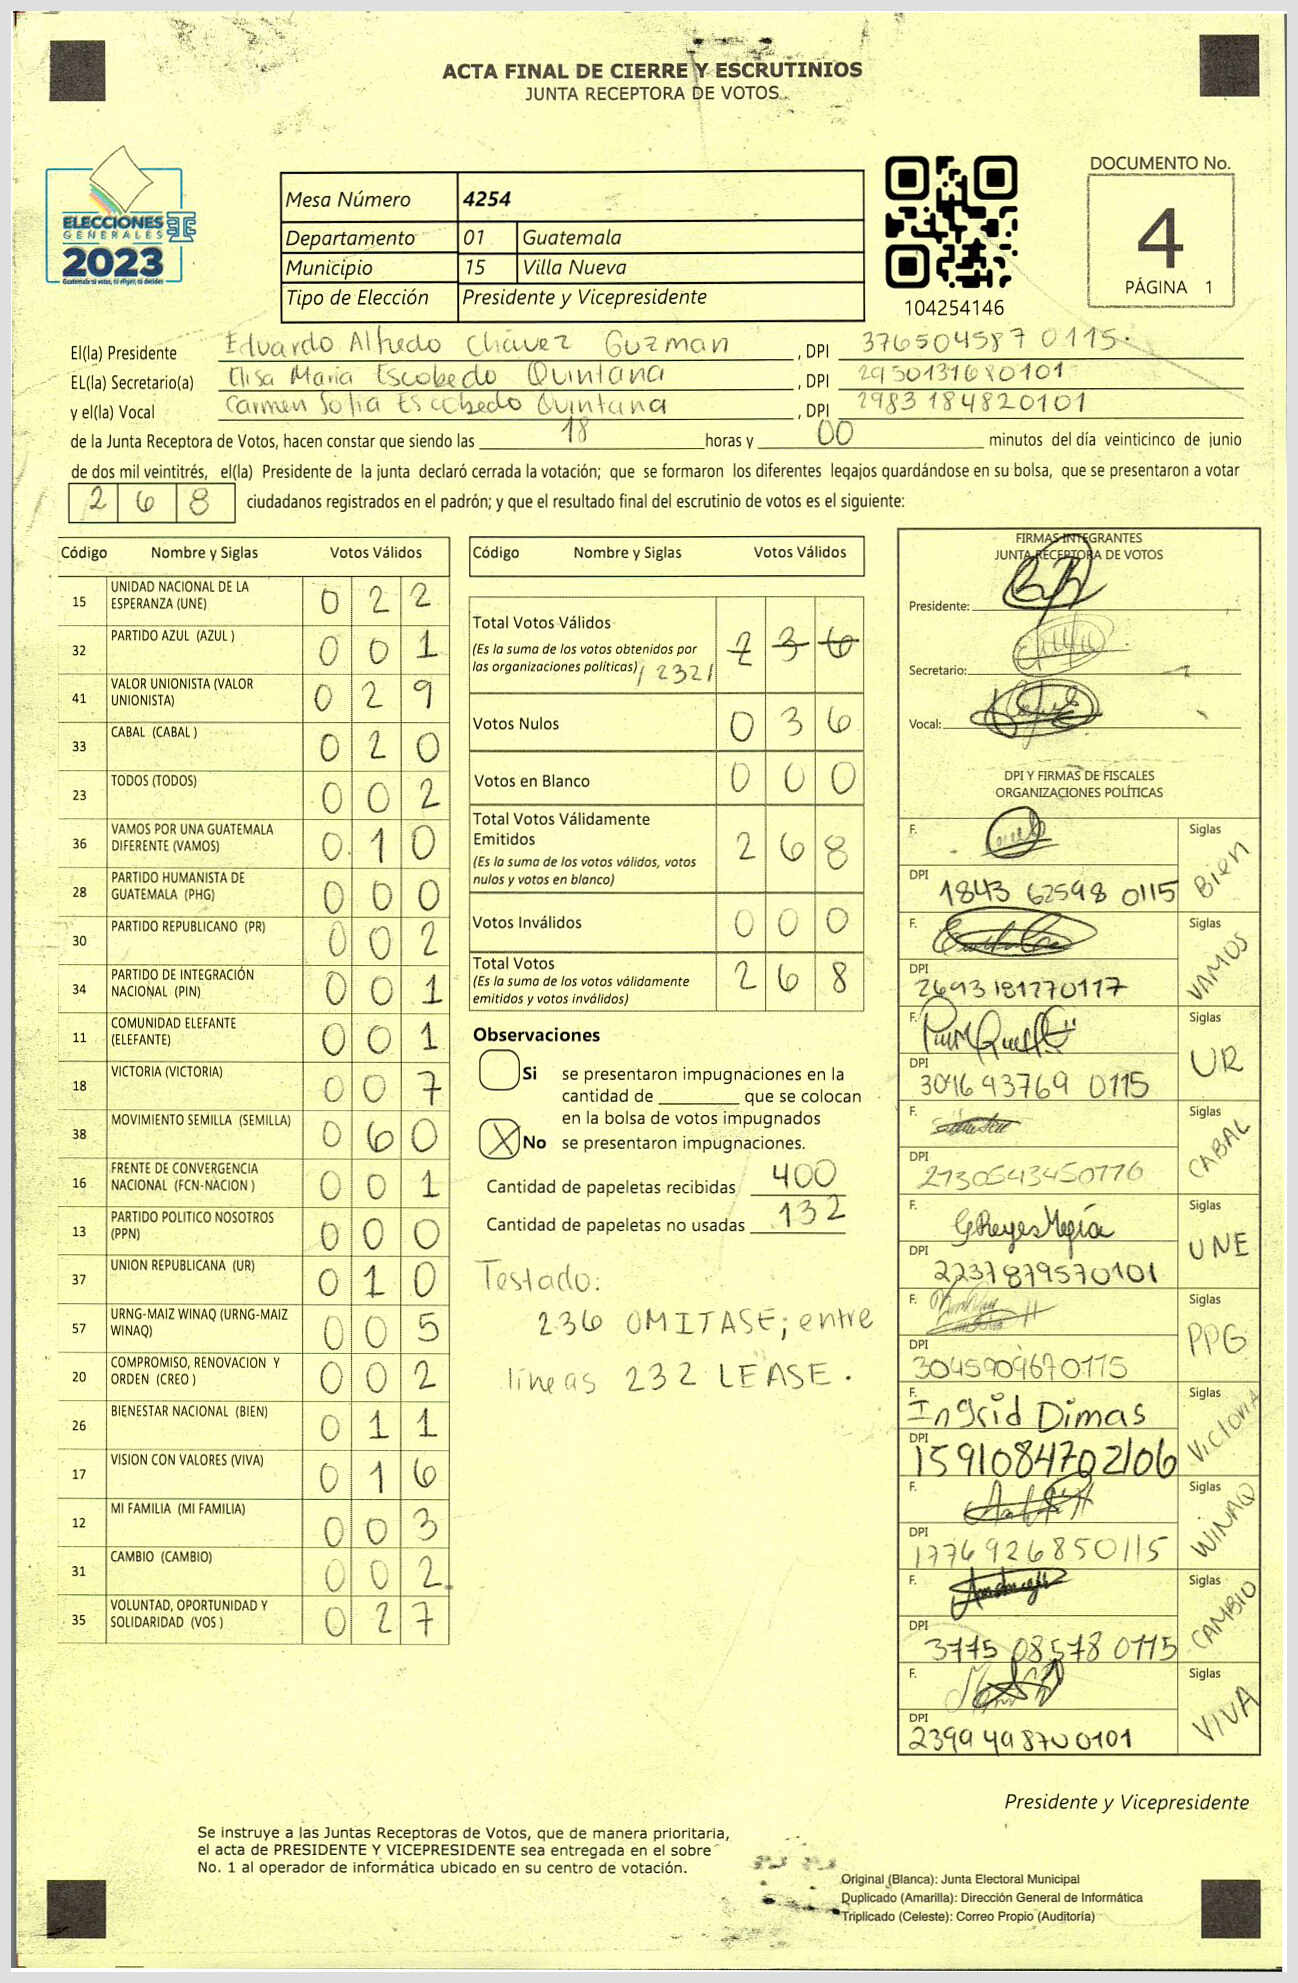 ACTA FINAL DE CIERRE Y ESCRUTINIOS
JUNTA RECEPTORA DE VOTOS
ELECCIONES
GENERALES
2023
Guatemala tú votas, tú eliges, tú decides
Mesa Número 4254
Departamento 01 Guatemala
Municipio 15 Villa Nueva
Tipo de Elección Presidente y Vicepresidente
104254146
DOCUMENTO No.
4
PÁGINA 1
El(la) Presidente Eduardo Alfredo Chávez Guzman, DPI 376504587 0115.
EL(la) Secretario(a) Elisa María Escobedo Quintana, DPI 2950131680101
y el(la) Vocal Carmen Sofia Escobedo Quintana, DPI 2983184820101
de la Junta Receptora de Votos, hacen constar que siendo las 18 horas y 00 minutos del día veinticinco de junio
de dos mil veintitrés, el(la) Presidente de la junta declaró cerrada la votación; que se formaron los diferentes legajos guardándose en su bolsa, que se presentaron a votar
268 ciudadanos registrados en el padrón; y que el resultado final del escrutinio de votos es el siguiente:
Código Nombre y Siglas Votos Válidos
15 UNIDAD NACIONAL DE LA ESPERANZA (UNE) 0 2 2
32 PARTIDO AZUL (AZUL ) 0 0 1
41 VALOR UNIONISTA (VALOR UNIONISTA) 0 2 9
33 CABAL (CABAL ) 0 2 0
23 TODOS (TODOS) 0 0 2
36 VAMOS POR UNA GUATEMALA DIFERENTE (VAMOS) 0 1 0
28 PARTIDO HUMANISTA DE GUATEMALA (PHG) 0 0 0
30 PARTIDO REPUBLICANO (PR) 0 0 2
34 PARTIDO DE INTEGRACIÓN NACIONAL (PIN) 0 0 1
11 COMUNIDAD ELEFANTE (ELEFANTE) 0 0 1
18 VICTORIA (VICTORIA) 0 0 7
38 MOVIMIENTO SEMILLA (SEMILLA) 0 6 0
16 FRENTE DE CONVERGENCIA NACIONAL (FCN-NACION ) 0 0 1
13 PARTIDO POLITICO NOSOTROS (PPN) 0 0 0
37 UNION REPUBLICANA (UR) 0 1 0
57 URNG-MAIZ WINAQ (URNG-MAIZ WINAQ) 0 0 5
20 COMPROMISO, RENOVACION Y ORDEN (CREO ) 0 0 2
26 BIENESTAR NACIONAL (BIEN) 0 1 1
17 VISION CON VALORES (VIVA) 0 1 6
12 MI FAMILIA (MI FAMILIA) 0 0 3
31 CAMBIO (CAMBIO) 0 0 2
35 VOLUNTAD, OPORTUNIDAD Y SOLIDARIDAD (VOS ) 0 2 7
Código Nombre y Siglas Votos Válidos
Total Votos Válidos 2 3 6
(Es la suma de los votos obtenidos por
las organizaciones políticas) / 232 /
Votos Nulos 0 3 6
Votos en Blanco 0 0 0
Total Votos Válidamente
Emitidos 2 6 8
(Es la suma de los votos válidos, votos
nulos y votos en blanco)
Votos Inválidos 0 0 0
Total Votos 2 6 8
(Es la suma de los votos válidamente
emitidos y votos inválidos)
Observaciones
Si se presentaron impugnaciones en la
cantidad de ________ que se colocan
en la bolsa de votos impugnados
X No se presentaron impugnaciones.
Cantidad de papeletas recibidas 400
Cantidad de papeletas no usadas 132
Testado:
236 OMITASE; entre
líneas 232 LEASE.
FIRMAS INTEGRANTES
JUNTA RECEPTORA DE VOTOS
Presidente:
Secretario:
Vocal:
DPI Y FIRMAS DE FISCALES
ORGANIZACIONES POLÍTICAS
F. Siglas Bien
DPI 1843 62598 0115
F. Siglas VAMOS
DPI 2693181770117
F. Siglas UR
DPI 3046 43769 0115
F. Siglas CABAL
DPI 2730543450776
F. GReyesMejía Siglas UNE
DPI 2237879570101
F. Siglas PPG
DPI 3045909670115
F. Ingrid Dimas Siglas Victoria
DPI 1591084702106
F. Siglas WINAQ
DPI 1776926850115
F. Siglas CAMBIO
DPI 3775 08578 0115
F. Siglas VIVA
DPI 2399498700101
Presidente y Vicepresidente
Se instruye a las Juntas Receptoras de Votos, que de manera prioritaria,
el acta de PRESIDENTE Y VICEPRESIDENTE sea entregada en el sobre
No. 1 al operador de informática ubicado en su centro de votación.
Original (Blanca): Junta Electoral Municipal
Duplicado (Amarilla): Dirección General de Informática
Triplicado (Celeste): Correo Propio (Auditoría)